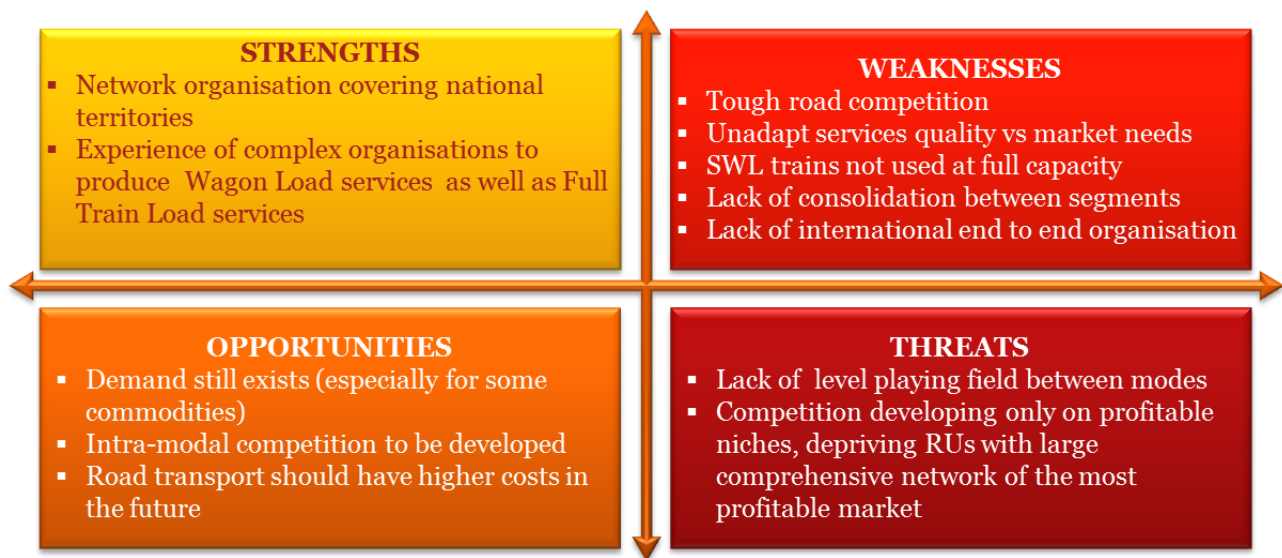 STRENGTHS
▪ Network organisation covering national
territories
▪ Experience of complex organisations to
produce Wagon Load services as well as Full
Train Load services
WEAKNESSES
▪ Tough road competition
▪ Unadapt services quality vs market needs
▪ SWL trains not used at full capacity
▪ Lack of consolidation between segments
▪ Lack of international end to end organisation
OPPORTUNITIES
▪ Demand still exists (especially for some
commodities)
▪ Intra-modal competition to be developed
▪ Road transport should have higher costs in
the future
THREATS
▪ Lack of level playing field between modes
▪ Competition developing only on profitable
niches, depriving RUs with large
comprehensive network of the most
profitable market